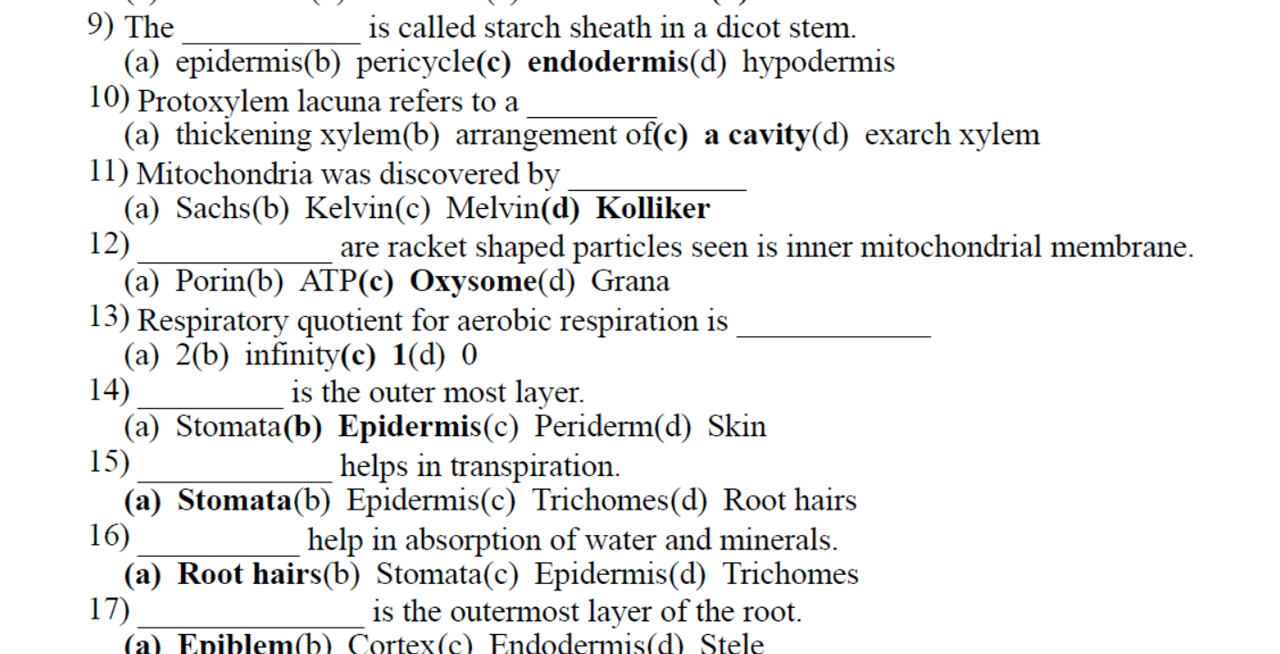 9) The ____________ is called starch sheath in a dicot stem.
(a) epidermis(b) pericycle(c) endodermis(d) hypodermis
10) Protoxylem lacuna refers to a _________
(a) thickening xylem(b) arrangement of(c) a cavity(d) exarch xylem
11) Mitochondria was discovered by ____________
(a) Sachs(b) Kelvin(c) Melvin(d) Kolliker
12) _____________ are racket shaped particles seen is inner mitochondrial membrane.
(a) Porin(b) ATP(c) Oxysome(d) Grana
13) Respiratory quotient for aerobic respiration is _____________
(a) 2(b) infinity(c) 1(d) 0
14) __________ is the outer most layer.
(a) Stomata(b) Epidermis(c) Periderm(d) Skin
15) _____________ helps in transpiration.
(a) Stomata(b) Epidermis(c) Trichomes(d) Root hairs
16) ___________ help in absorption of water and minerals.
(a) Root hairs(b) Stomata(c) Epidermis(d) Trichomes
17) _______________ is the outermost layer of the root.
(a) Epiblem(b) Cortex(c) Endodermis(d) Stele